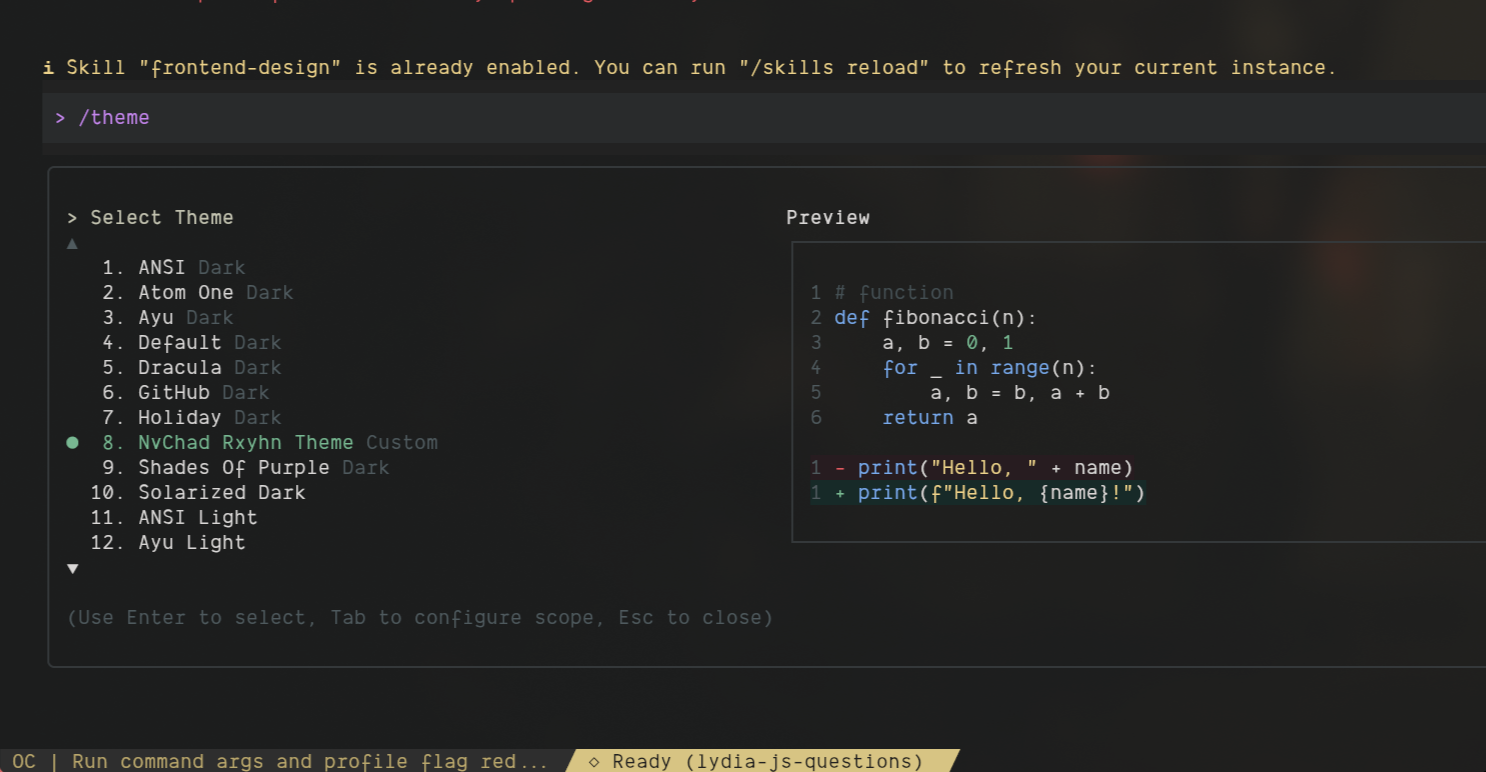 i Skill "frontend-design" is already enabled. You can run "/skills reload" to refresh your current instance.
> /theme
> Select Theme
▲
1. ANSI Dark
2. Atom One Dark
3. Ayu Dark
4. Default Dark
5. Dracula Dark
6. GitHub Dark
7. Holiday Dark
● 8. NvChad Rxyhn Theme Custom
9. Shades Of Purple Dark
10. Solarized Dark
11. ANSI Light
12. Ayu Light
▼
(Use Enter to select, Tab to configure scope, Esc to close)
Preview
1 # function
2 def fibonacci(n):
3     a, b = 0, 1
4     for _ in range(n):
5         a, b = b, a + b
6     return a
1 - print("Hello, " + name)
1 + print(f"Hello, {name}!")
OC | Run command args and profile flag red...
◇ Ready (lydia-js-questions)